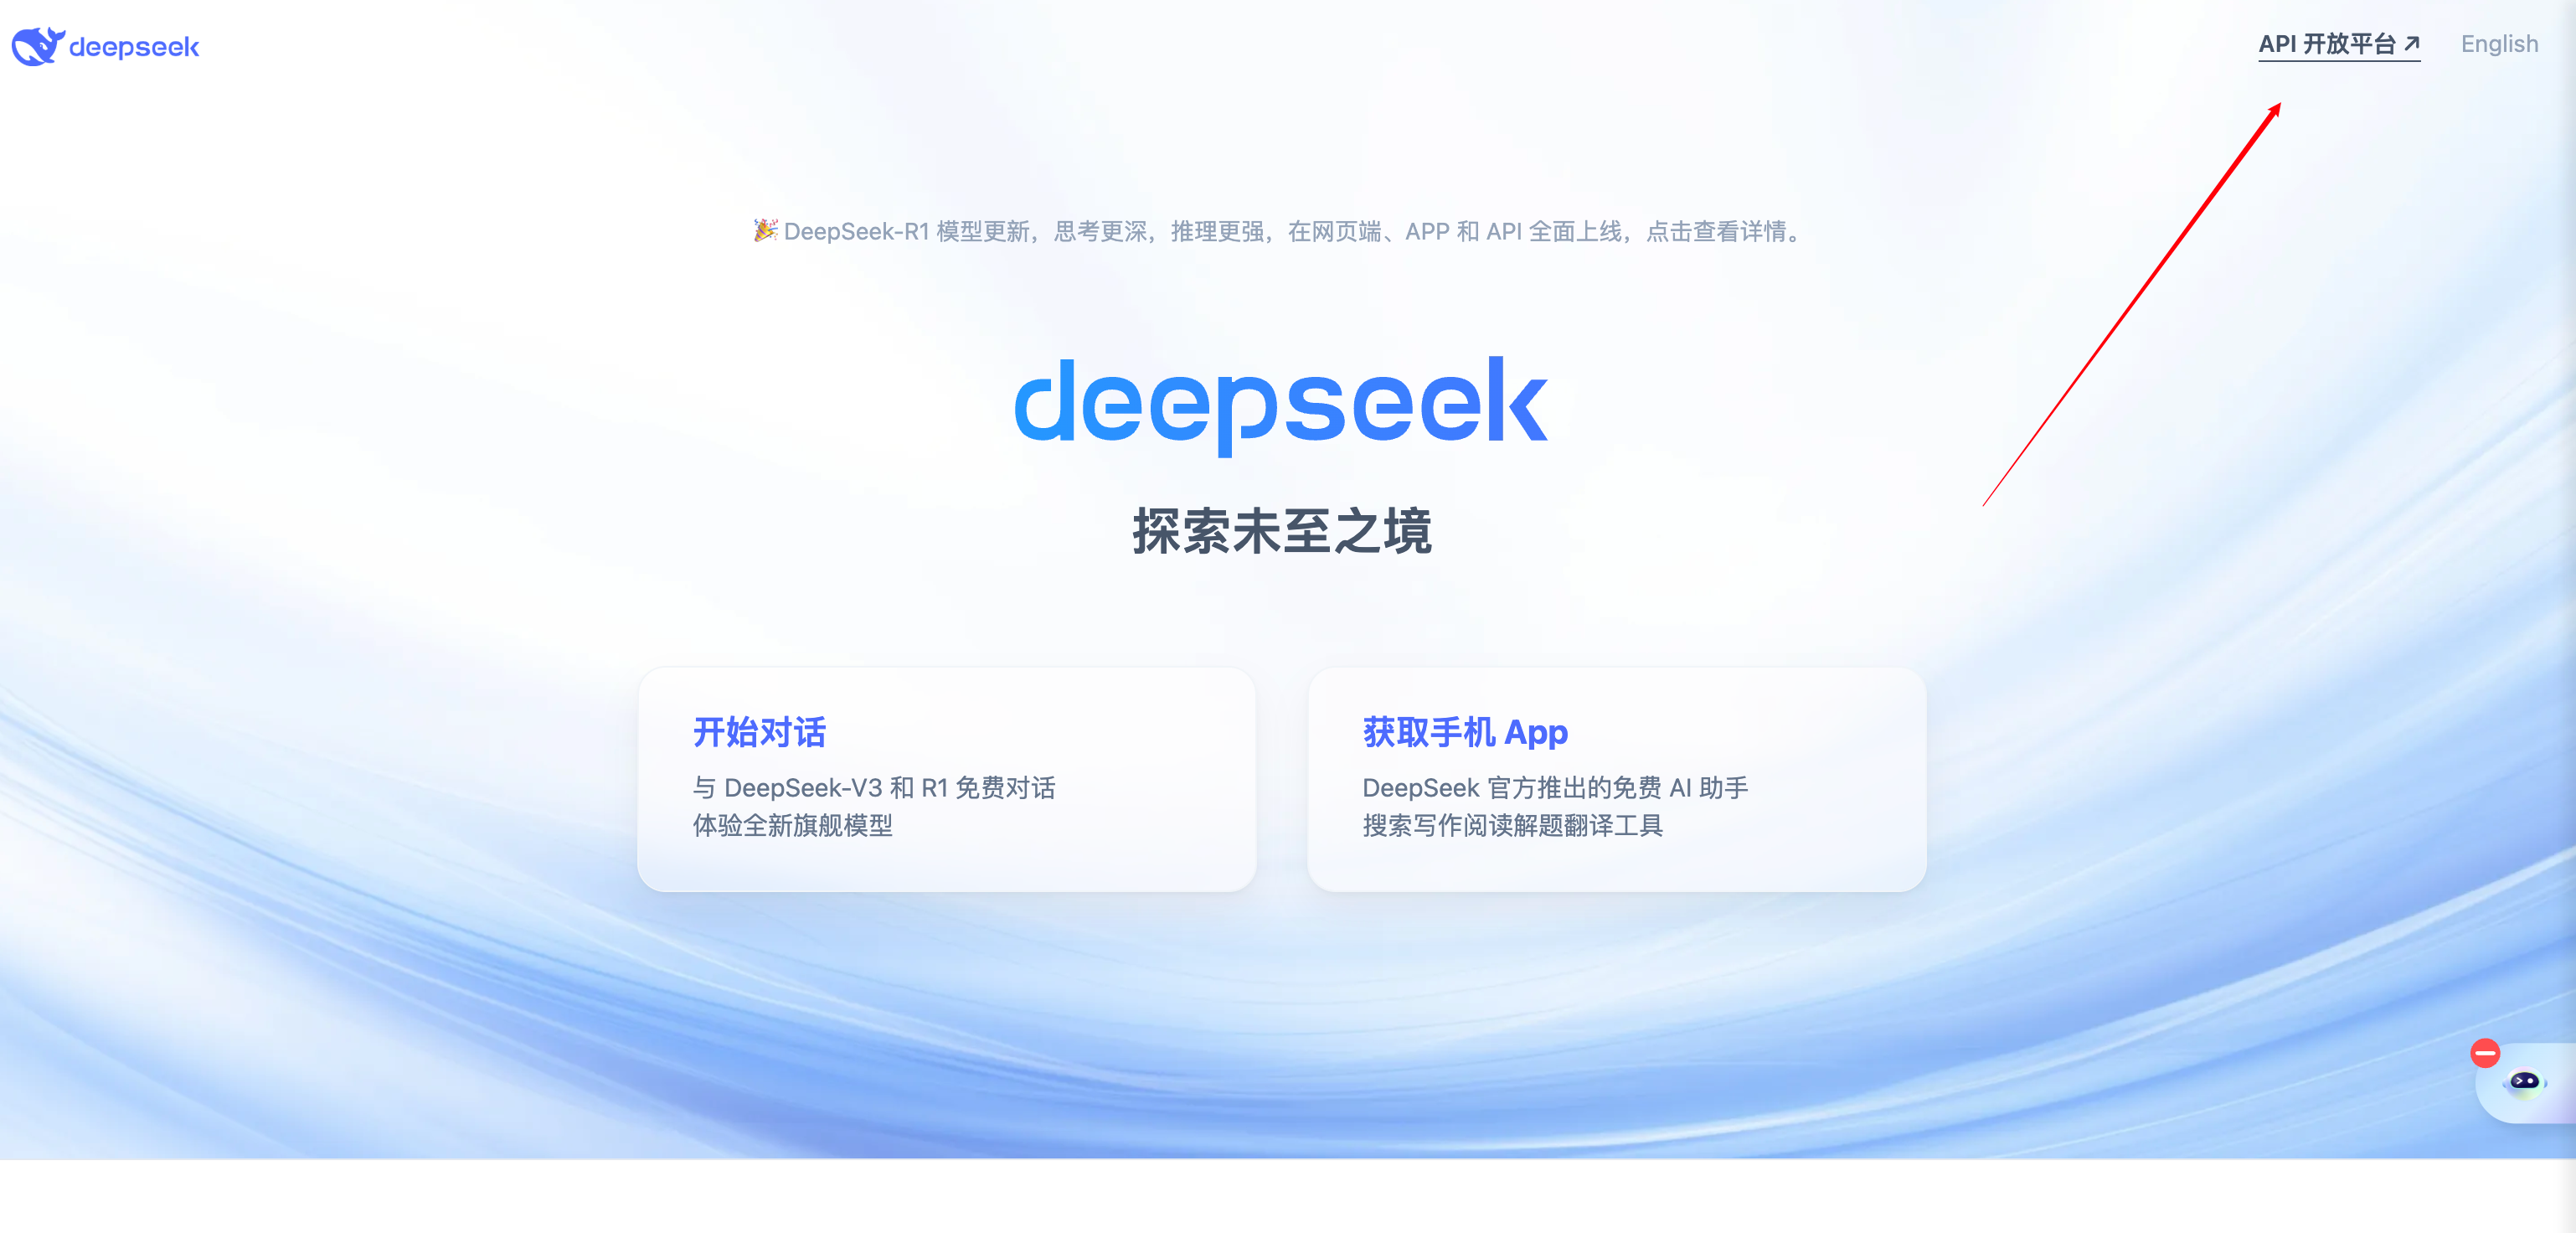 deepseek
API 开放平台 ↗
English
🎉 DeepSeek-R1 模型更新，思考更深，推理更强，在网页端、APP 和 API 全面上线，点击查看详情。
deepseek
探索未至之境
开始对话
与 DeepSeek-V3 和 R1 免费对话
体验全新旗舰模型
获取手机 App
DeepSeek 官方推出的免费 AI 助手
搜索写作阅读解题翻译工具